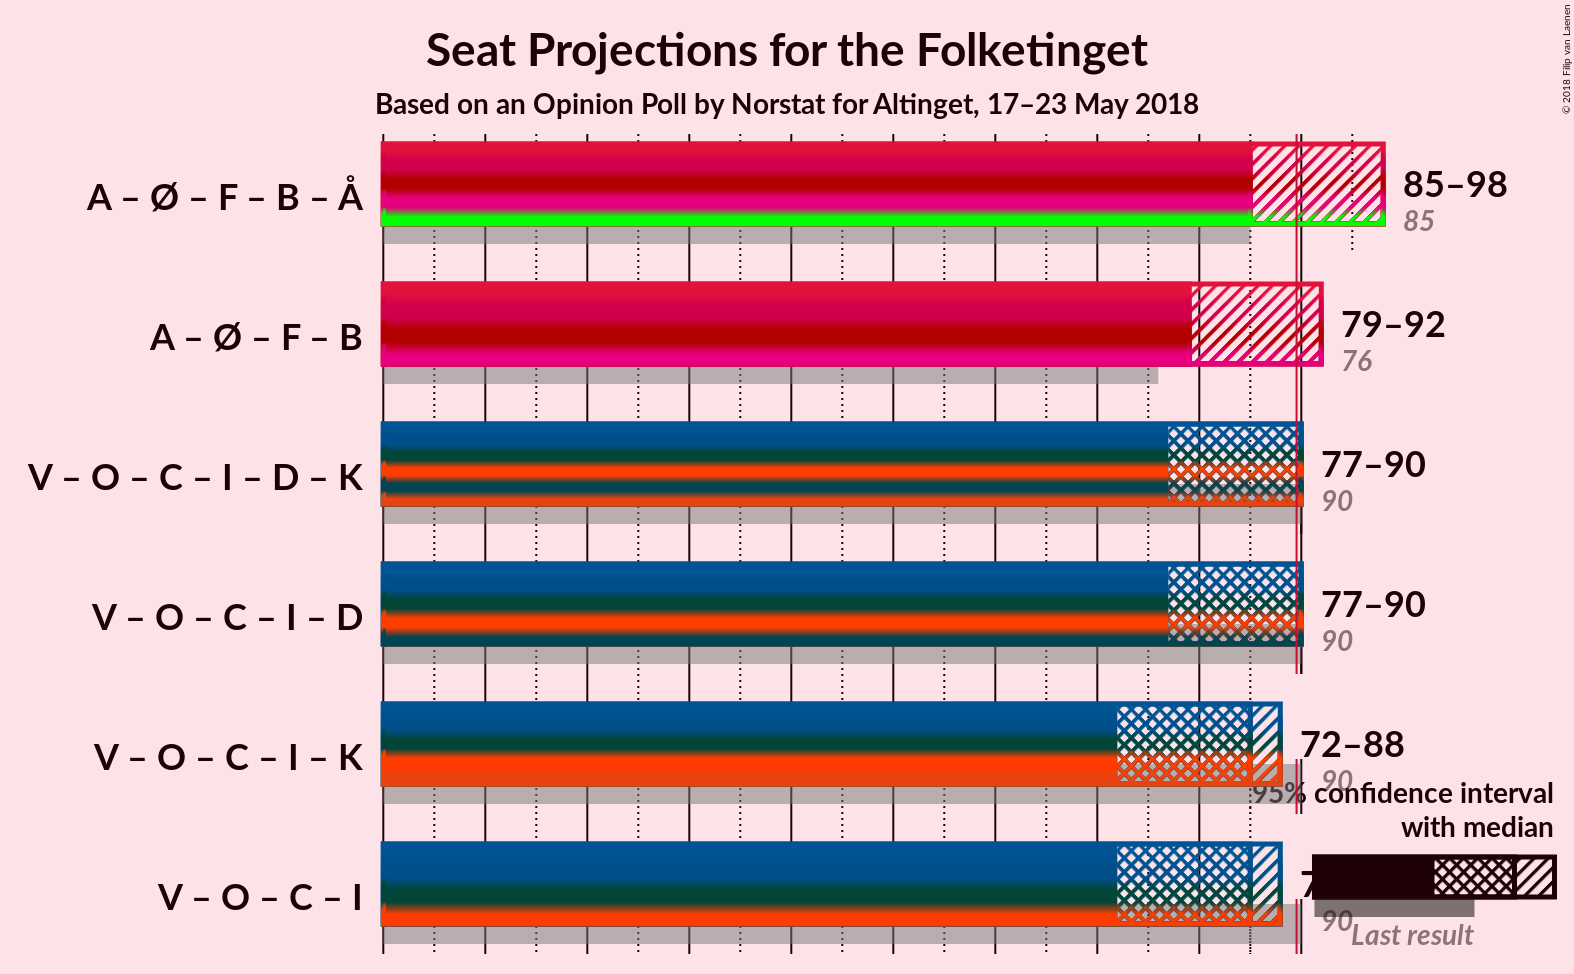 Seat Projections for the Folketinget
Based on an Opinion Poll by Norstat for Altinget, 17–23 May 2018
© 2018 Filip van Laenen
A – Ø – F – B – Å
85–98
85
A – Ø – F – B
79–92
76
V – O – C – I – D – K
77–90
90
V – O – C – I – D
77–90
90
V – O – C – I – K
72–88
90
95% confidence interval
with median
V – O – C – I
90
Last result